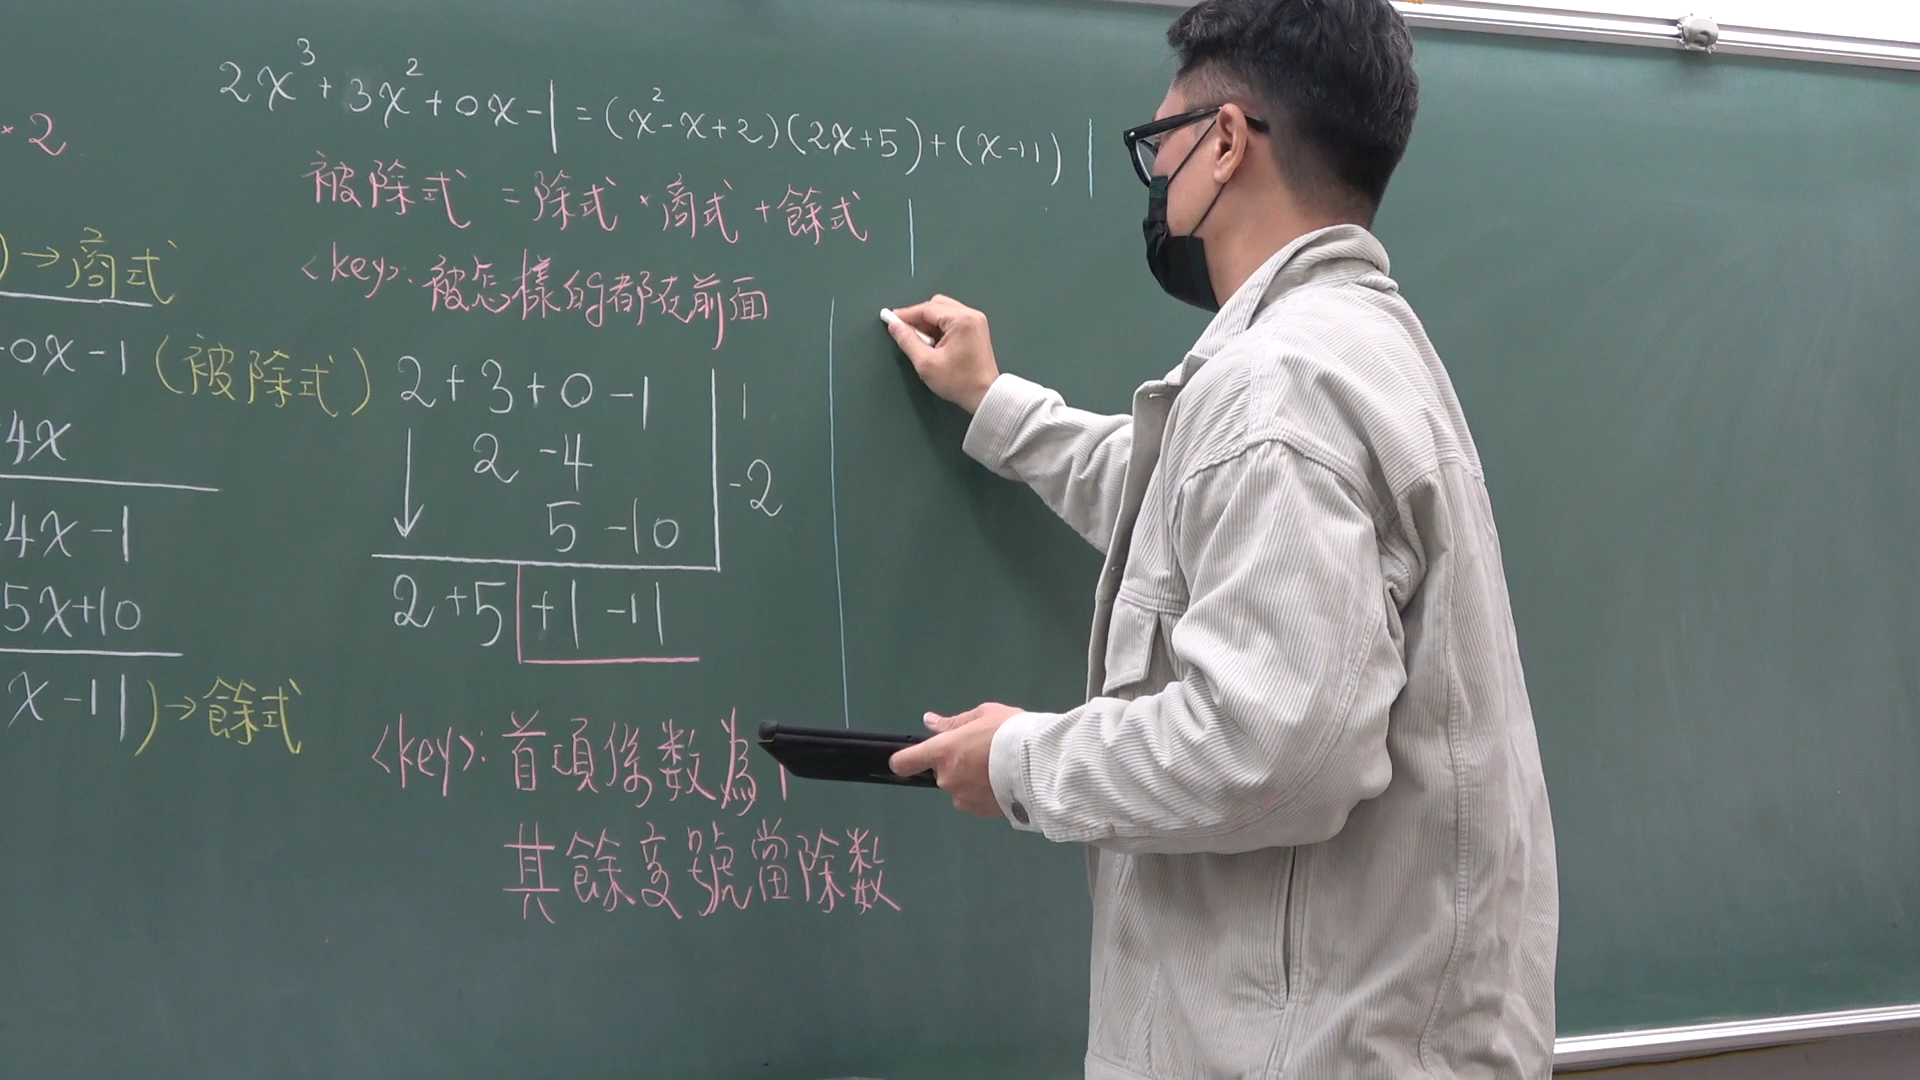 2x³+3x²+0x-1=(x²-x+2)(2x+5)+(x-11)
×2
被除式=除式×商式+餘式
)→商式
<key>:被怎樣的都在前面
0x-1(被除式)
2+3+0-1 1
4x
2-4 -2
4x-1
5-10
5x+10
2+5+1-11
x-11)→餘式
<key>:首項係數為1
其餘变號當除数